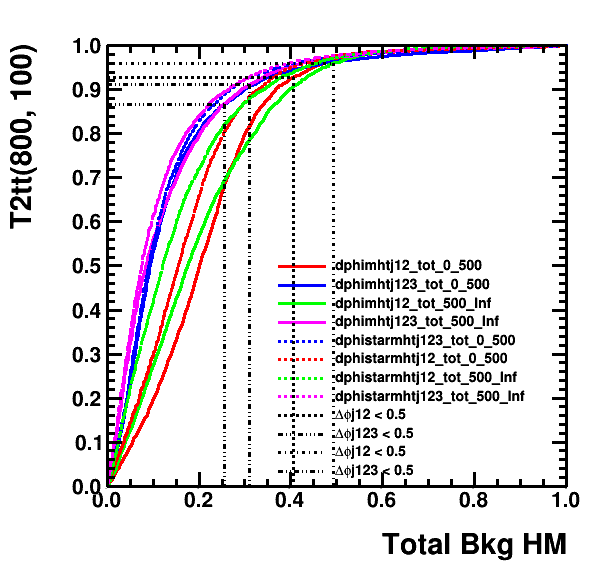 T2tt(800, 100)
1.0
0.9
0.8
0.7
0.6
0.5
0.4
0.3
0.2
0.1
0.0
dphimhtj12_tot_0_500
dphimhtj123_tot_0_500
dphimhtj12_tot_500_Inf
dphimhtj123_tot_500_Inf
dphistarmhtj123_tot_0_500
dphistarmhtj12_tot_0_500
dphistarmhtj12_tot_500_Inf
dphistarmhtj123_tot_500_Inf
Δϕj12 < 0.5
Δϕj123 < 0.5
Δϕj12 < 0.5
Δϕj123 < 0.5
0.0 0.2 0.4 0.6 0.8 1.0
Total Bkg HM